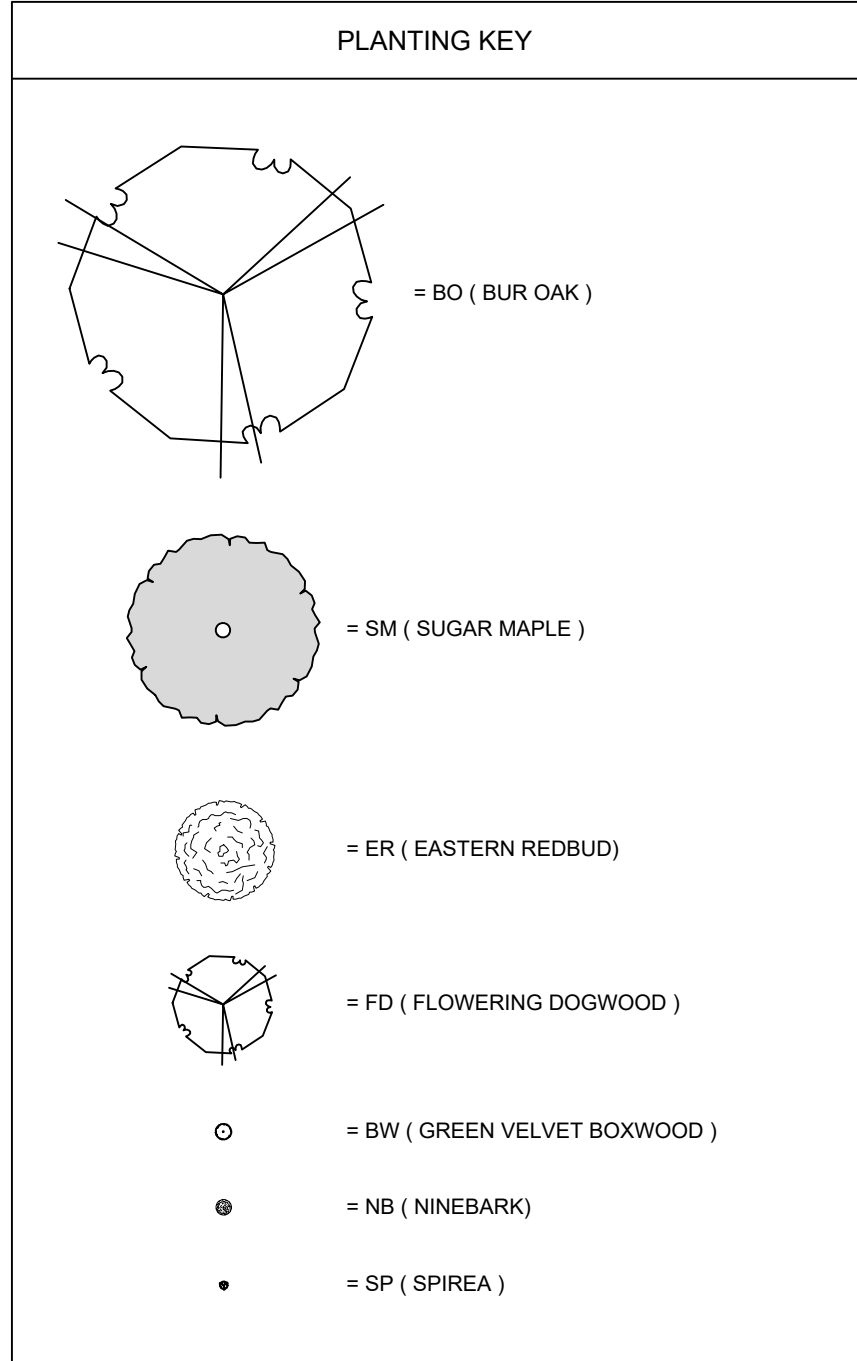 PLANTING KEY
= BO ( BUR OAK )
= SM ( SUGAR MAPLE )
= ER ( EASTERN REDBUD)
= FD ( FLOWERING DOGWOOD )
= BW ( GREEN VELVET BOXWOOD )
= NB ( NINEBARK)
= SP ( SPIREA )